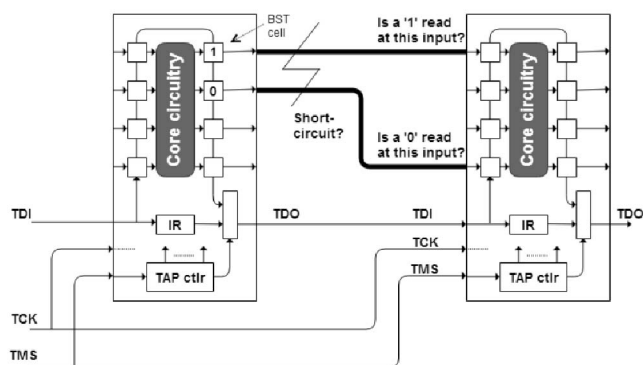 BST
cell
Is a '1' read
at this input?
1
0
Core circuitry
Core circuitry
Short-
circuit?
Is a '0' read
at this input?
TDI
IR
TDO
TDI
IR
TDO
TCK
TAP ctlr
TMS
TAP ctlr
TCK
TMS